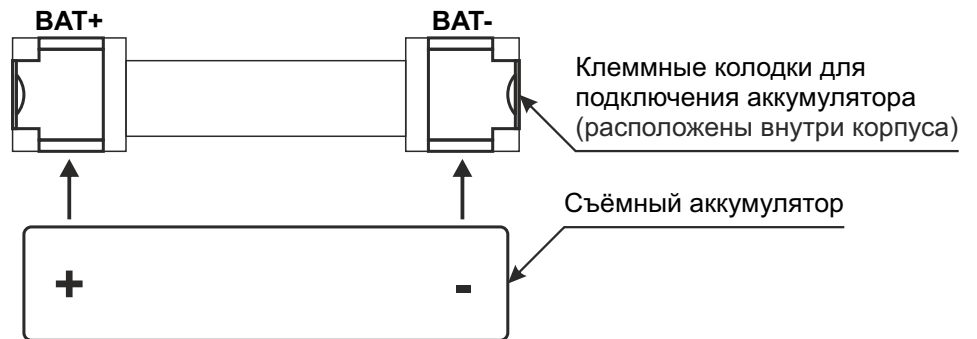 BAT+ BAT-
Клеммные колодки для
подключения аккумулятора
(расположены внутри корпуса)
Съёмный аккумулятор
+ -